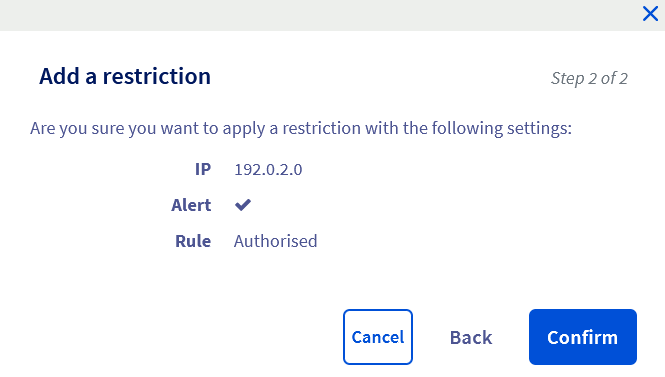 Add a restriction
Step 2 of 2
Are you sure you want to apply a restriction with the following settings:
IP 192.0.2.0
Alert ✔
Rule Authorised
Cancel Back Confirm